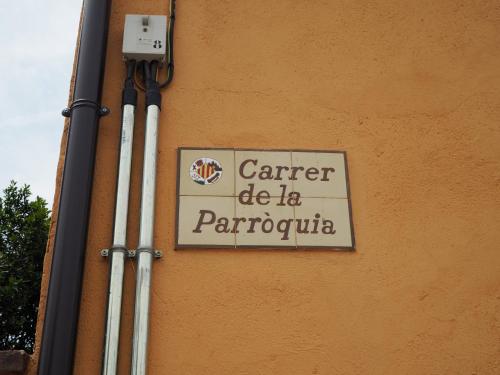 Carrer
de la
Parròquia